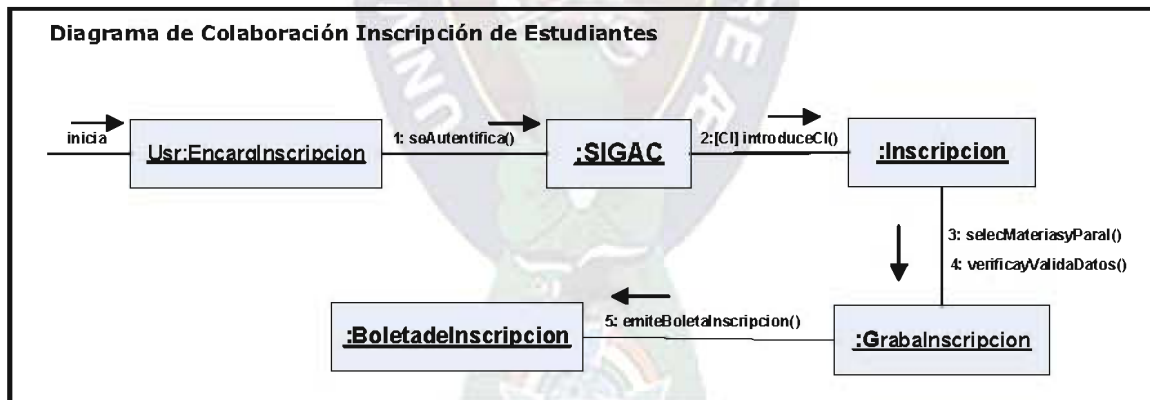 Diagrama de Colaboración Inscripción de Estudiantes
inicia
Usr:EncargInscripcion
1: seAutentifica()
:SIGAC
2:[CI] introduceCI()
:Inscripcion
3: selecMateriasyParal()
4: verificayValidaDatos()
:GrabaInscripcion
5: emiteBoletaInscripcion()
:BoletadeInscripcion